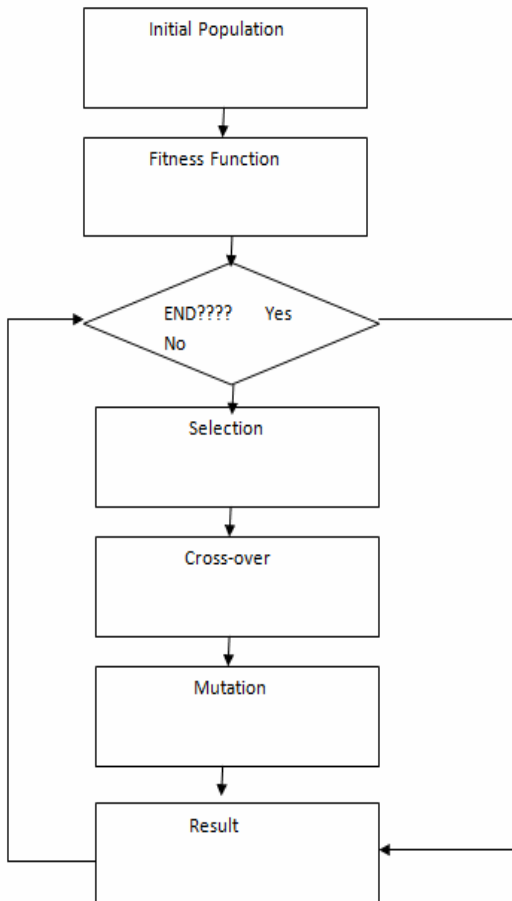 Initial Population
Fitness Function
END???? Yes
No
Selection
Cross-over
Mutation
Result